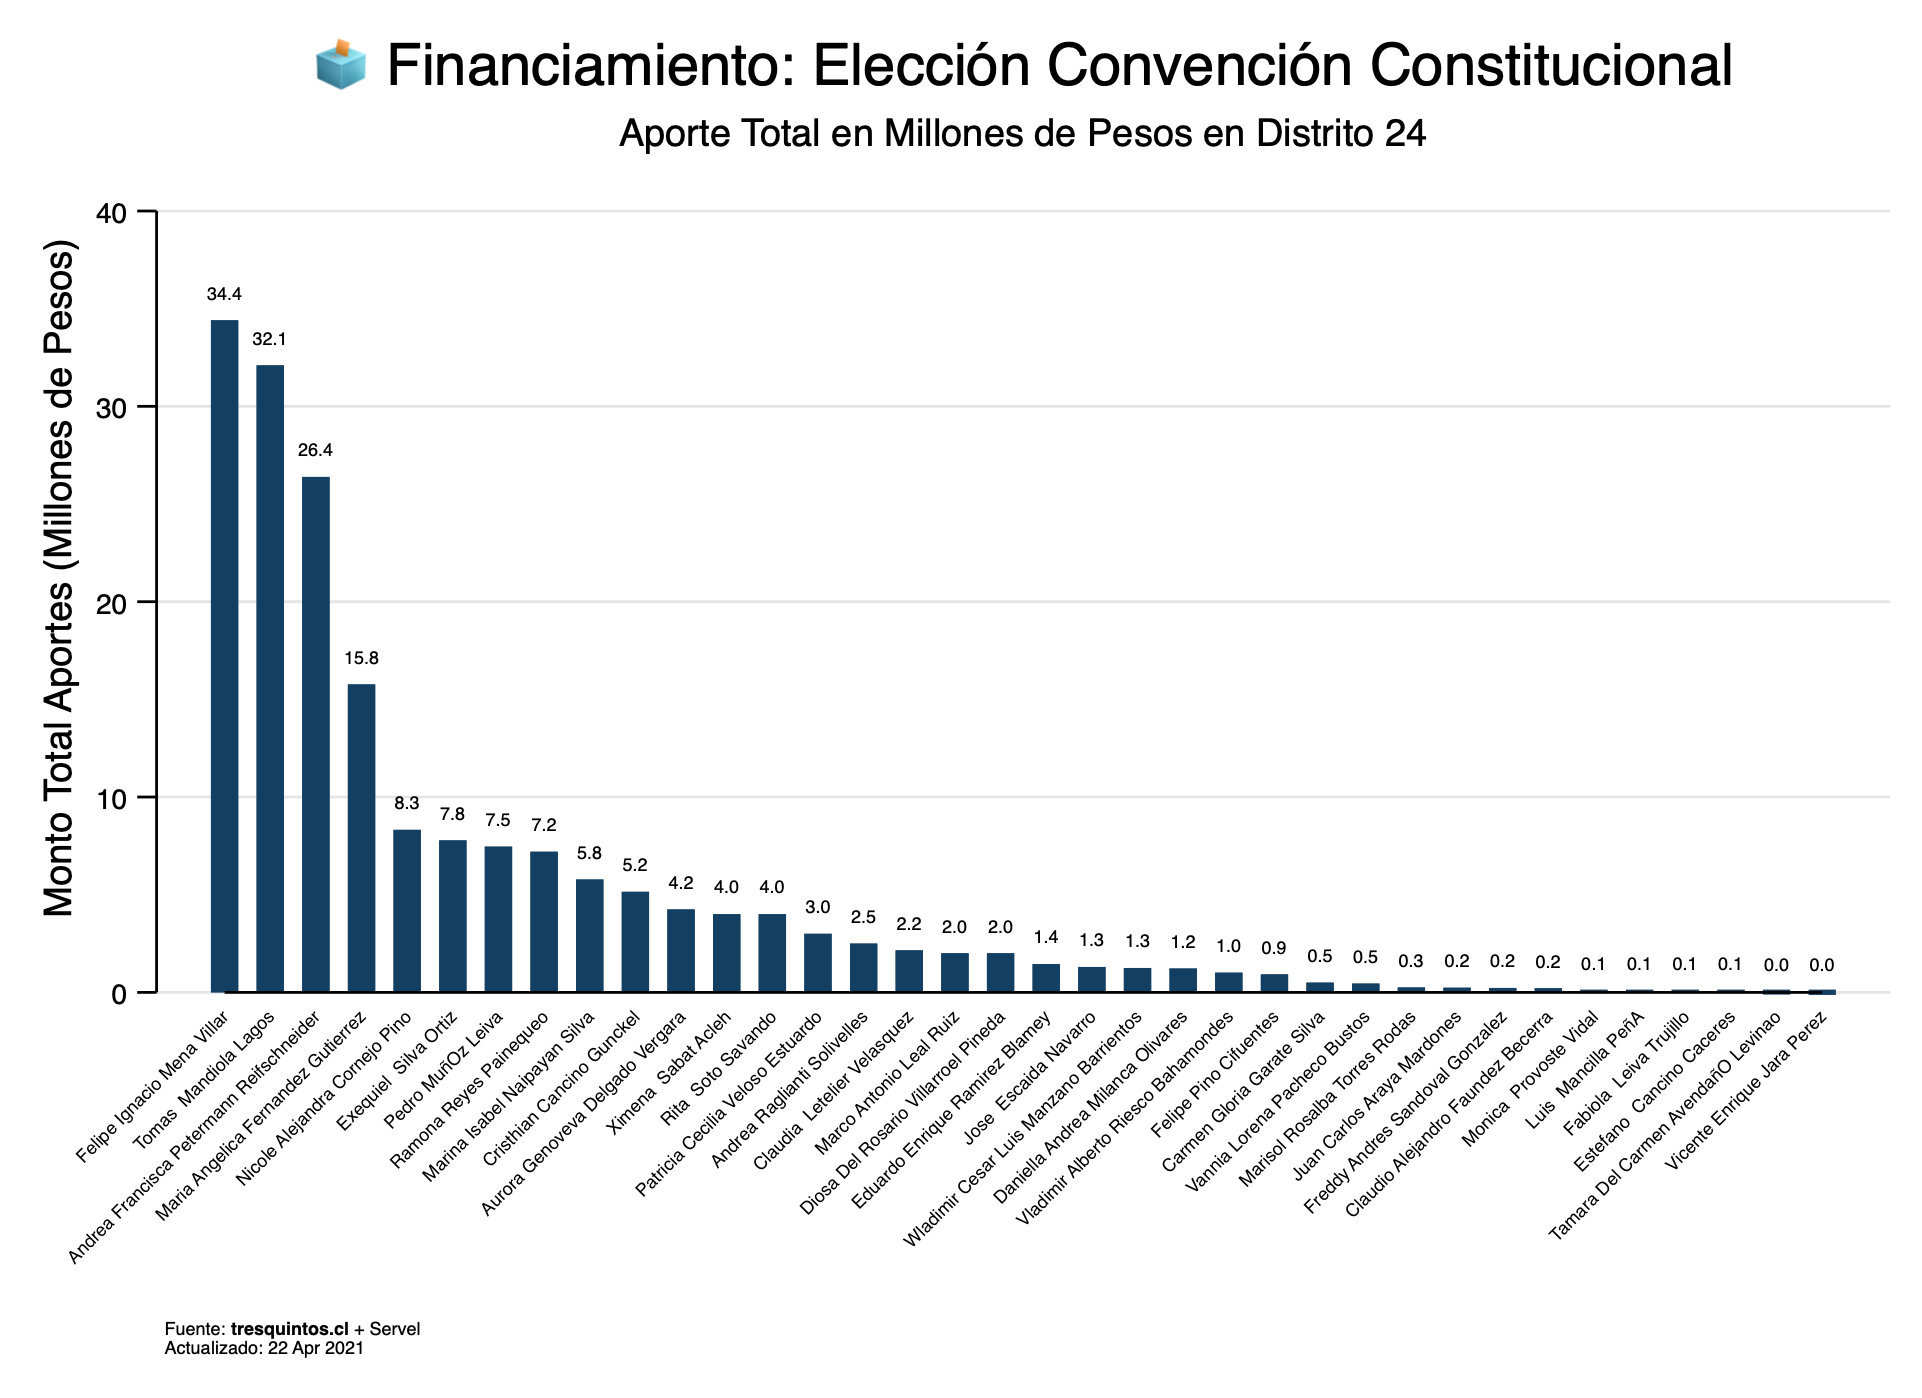 Financiamiento: Elección Convención Constitucional
Aporte Total en Millones de Pesos en Distrito 24
Monto Total Aportes (Millones de Pesos)
40
30
20
10
0
34.4
32.1
26.4
15.8
8.3
7.8
7.5
7.2
5.8
5.2
4.2
4.0
4.0
3.0
2.5
2.2
2.0
2.0
1.4
1.3
1.3
1.2
1.0
0.9
0.5
0.5
0.3
0.2
0.2
0.2
0.1
0.1
0.1
0.1
0.0
0.0
Felipe Ignacio Mena Villar
Tomas Mandiola Lagos
Andrea Francisca Petermann Reifschneider
Maria Angelica Fernandez Gutierrez
Nicole Alejandra Cornejo Pino
Exequiel Silva Ortiz
Pedro MuñOz Leiva
Ramona Reyes Painequeo
Marina Isabel Naipayan Silva
Cristhian Cancino Gunckel
Aurora Genoveva Delgado Vergara
Ximena Sabat Acleh
Rita Soto Savando
Patricia Cecilia Veloso Estuardo
Andrea Raglianti Solivelles
Claudia Letelier Velasquez
Marco Antonio Leal Ruiz
Diosa Del Rosario Villarroel Pineda
Eduardo Enrique Ramirez Blamey
Jose Escaida Navarro
Wladimir Cesar Luis Manzano Barrientos
Daniella Andrea Milanca Olivares
Vladimir Alberto Riesco Bahamondes
Felipe Pino Cifuentes
Carmen Gloria Garate Silva
Vannia Lorena Pacheco Bustos
Marisol Rosalba Torres Rodas
Juan Carlos Araya Mardones
Freddy Andres Sandoval Gonzalez
Claudio Alejandro Faundez Becerra
Monica Provoste Vidal
Luis Mancilla PeñA
Fabiola Leiva Trujillo
Estefano Cancino Caceres
Tamara Del Carmen AvendañO Levinao
Vicente Enrique Jara Perez
Fuente: tresquintos.cl + Servel
Actualizado: 22 Apr 2021